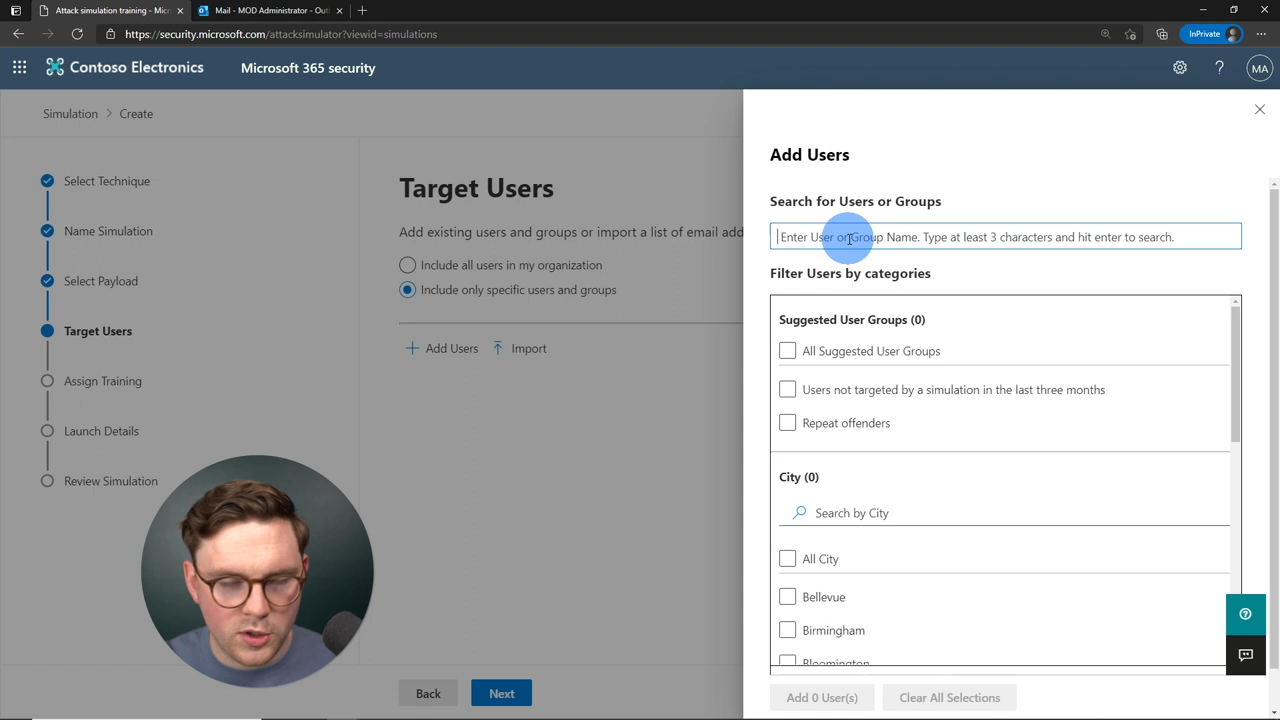 Attack simulation training - Micr
Mail - MOD Administrator - Outl
https://security.microsoft.com/attacksimulator?viewid=simulations
InPrivate
Contoso Electronics
Microsoft 365 security
MA
Simulation > Create
Select Technique
Name Simulation
Select Payload
Target Users
Assign Training
Launch Details
Review Simulation
Target Users
Add existing users and groups or import a list of email add
Include all users in my organization
Include only specific users and groups
Add Users
Import
Back
Next
Add Users
Search for Users or Groups
Enter User or Group Name. Type at least 3 characters and hit enter to search.
Filter Users by categories
Suggested User Groups (0)
All Suggested User Groups
Users not targeted by a simulation in the last three months
Repeat offenders
City (0)
Search by City
All City
Bellevue
Birmingham
Bloomington
Add 0 User(s)
Clear All Selections